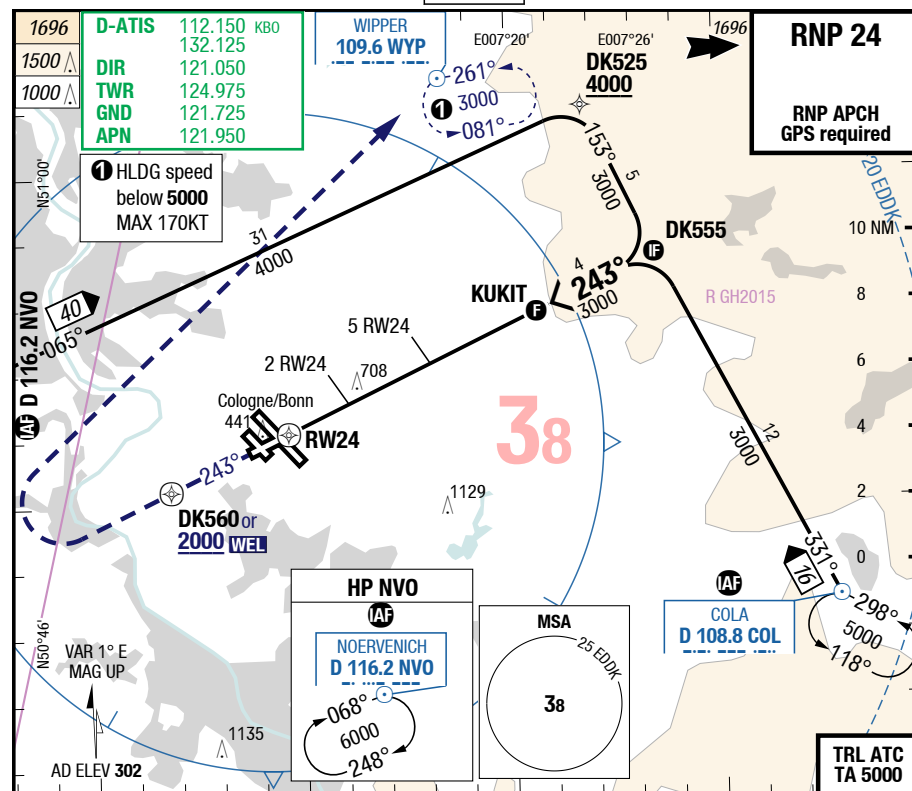 1696
1500
1000
D-ATIS 112.150 KBO
132.125
DIR 121.050
TWR 124.975
GND 121.725
APN 121.950
WIPPER
109.6 WYP
E007°20'
E007°26'
1696
RNP 24
RNP APCH
GPS required
DK525
4000
261°
1 3000
081°
1 HLDG speed
below 5000
MAX 170KT
N51°00'
153°
5
3000
20 EDDK
31
4000
DK555
IF
10 NM
4
243°
3000
KUKIT
F
R GH2015
8
40
065°
IAF D 116.2 NVO
5 RW24
2 RW24
708
6
Cologne/Bonn
441
RW24
38
12
3000
4
243°
1129
2
DK560 or
2000 WEL
331°
16
0
HP NVO
IAF
NOERVENICH
D 116.2 NVO
068°
6000
248°
MSA
25 EDDK
38
IAF
COLA
D 108.8 COL
298°
5000
118°
N50°46'
VAR 1° E
MAG UP
1135
AD ELEV 302
TRL ATC
TA 5000